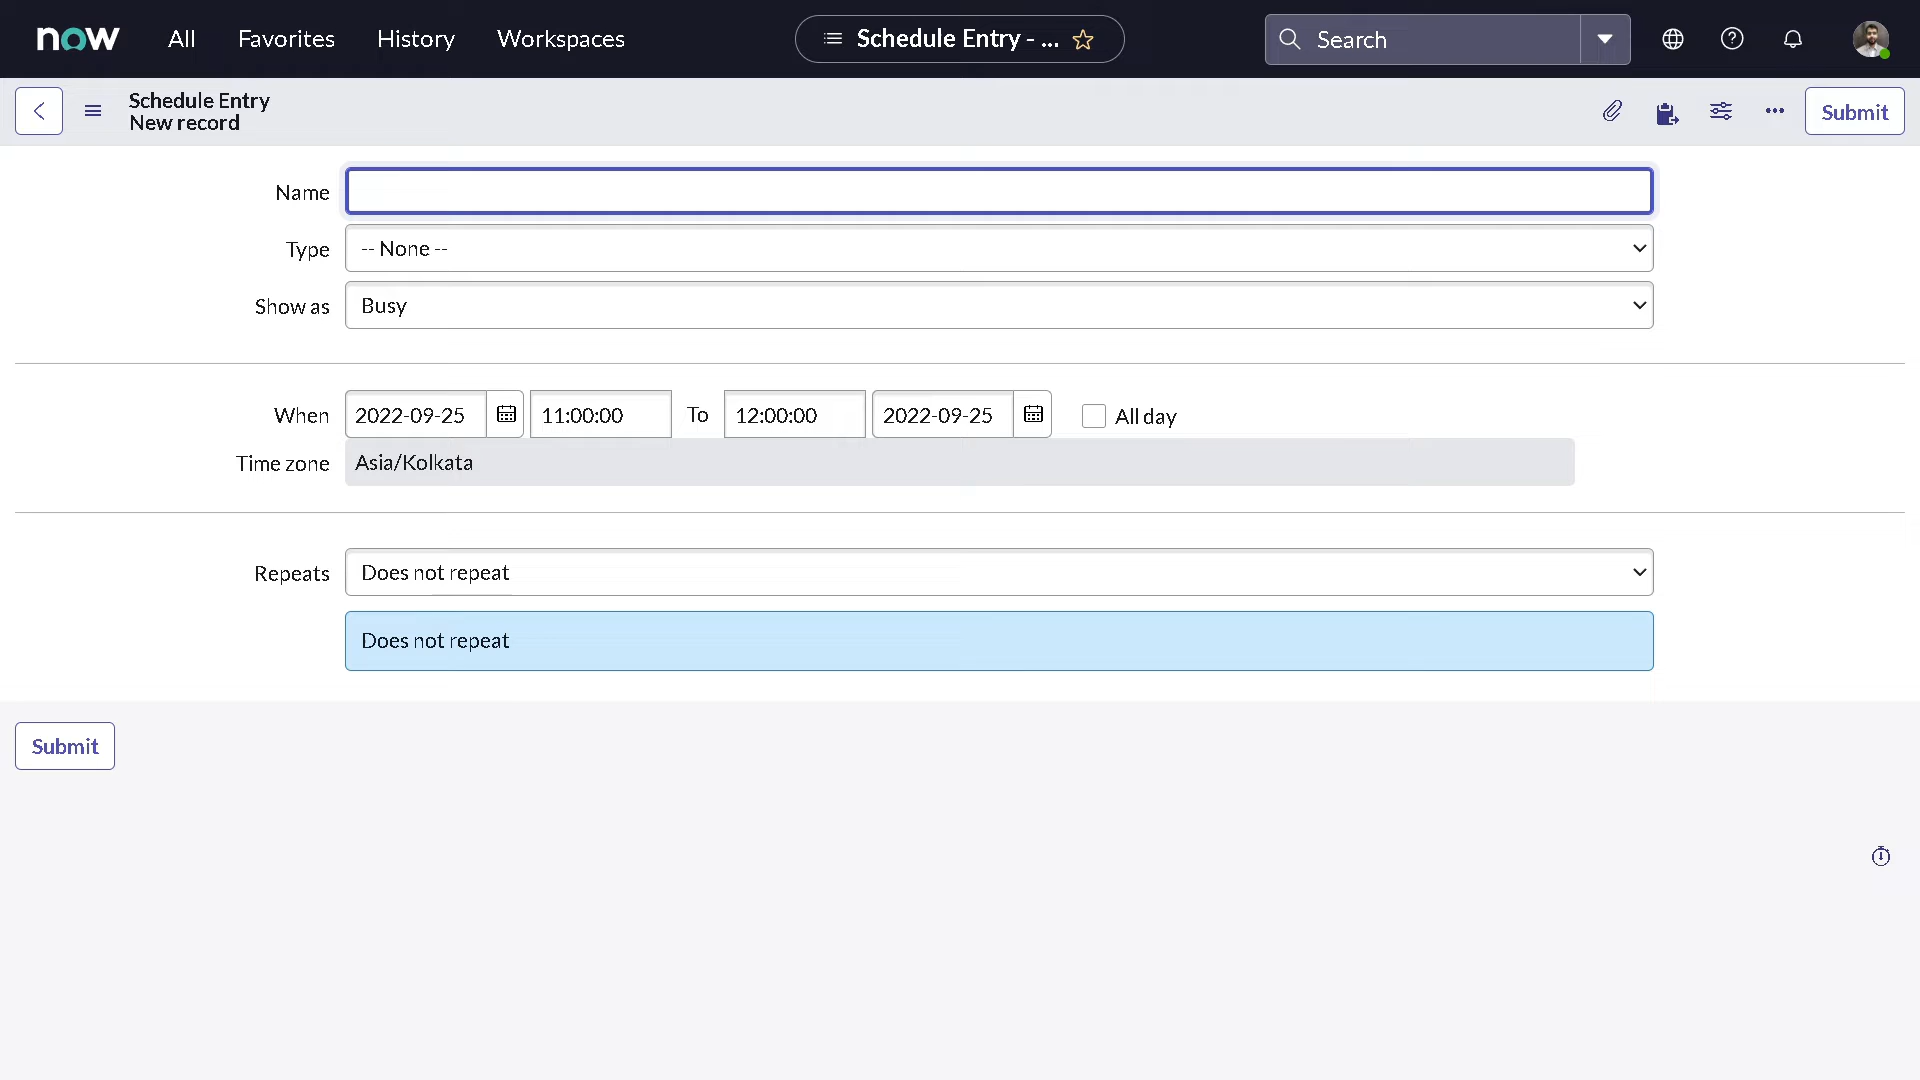 now All Favorites History Workspaces Schedule Entry - ... Search
Schedule Entry
New record
Submit
Name
Type -- None --
Show as Busy
When 2022-09-25 11:00:00 To 12:00:00 2022-09-25 All day
Time zone Asia/Kolkata
Repeats Does not repeat
Does not repeat
Submit